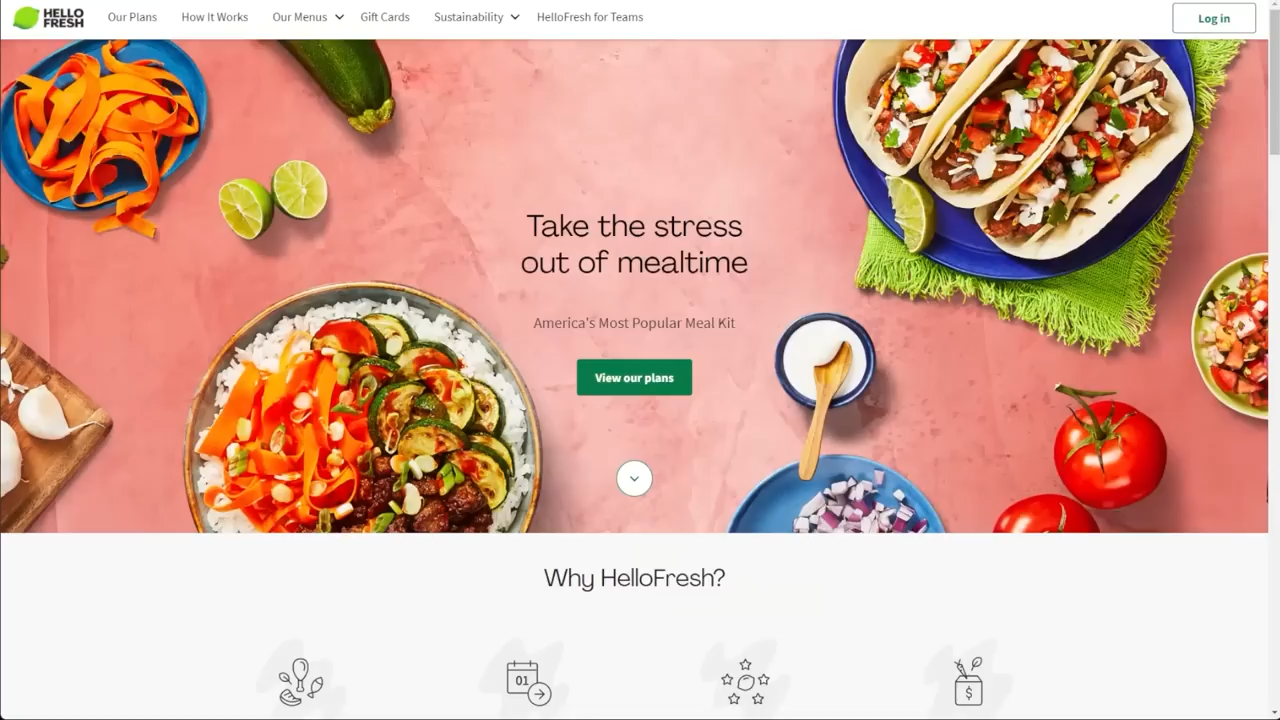 HELLO
FRESH
Our Plans
How It Works
Our Menus
Gift Cards
Sustainability
HelloFresh for Teams
Log in
Take the stress
out of mealtime
America's Most Popular Meal Kit
View our plans
Why HelloFresh?
01
$